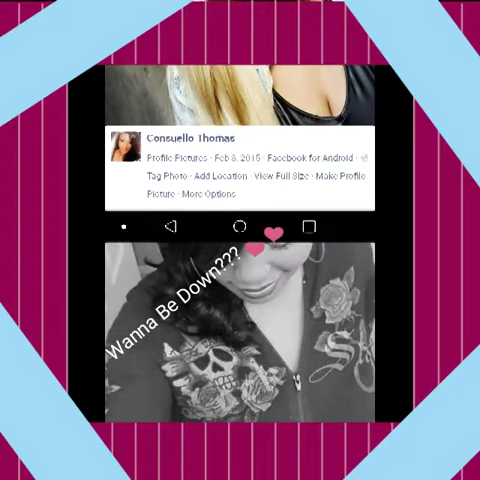 Consuello Thomas
Profile Pictures · Feb 8, 2015 · Facebook for Android ·
Tag Photo · Add Location · View Full Size · Make Profile
Picture · More Options
Wanna Be Down???